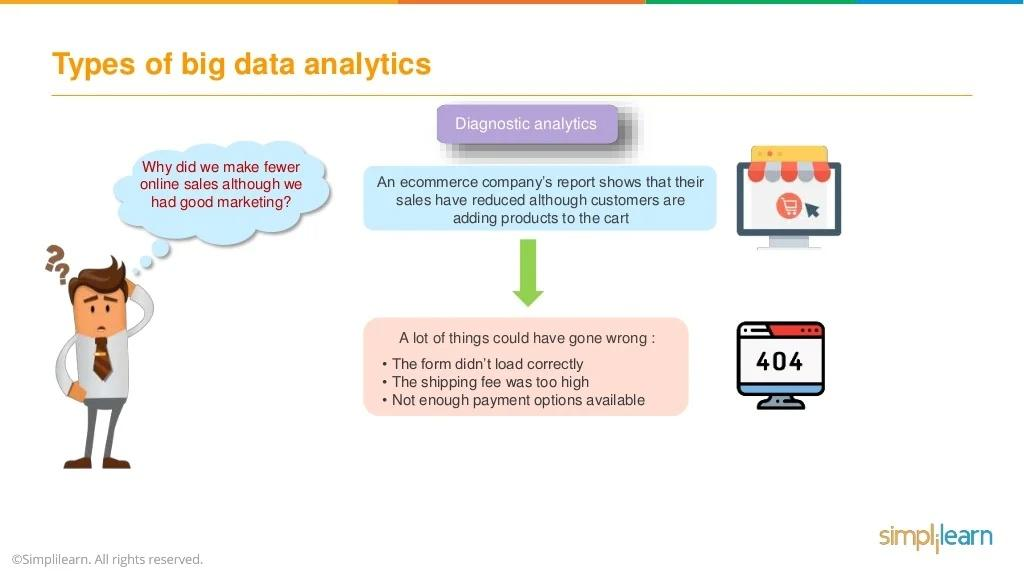 Types of big data analytics
Diagnostic analytics
Why did we make fewer
online sales although we
had good marketing?
An ecommerce company's report shows that their
sales have reduced although customers are
adding products to the cart
??
A lot of things could have gone wrong :
• The form didn't load correctly
• The shipping fee was too high
• Not enough payment options available
404
simplilearn
©Simplilearn. All rights reserved.